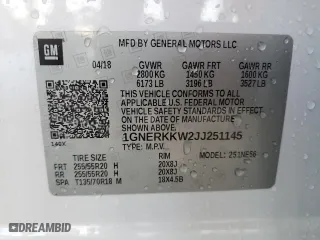 GM
MFD BY GENERAL MOTORS LLC
04/18 GVWR GAWR FRT GAWR RR
2800 KG 1450 KG 1600 KG
6173 LB 3196 LB 3527 LB
THIS VEHICLE CONFORMS TO ALL
APPLICABLE U.S. FEDERAL MOTOR
VEHICLE SAFETY STANDARDS IN EFFECT
ON THE DATE OF MANUFACTURE
SHOWN ABOVE.
1GNERKKW2JJ251145
TYPE: M.P.V. MODEL:
TIRE SIZE RIM
FRT 255/55R20 H 20X8J
RR 255/55R20 H 20X8J
SPA T135/70R18 M 18X4.5B
DEALERSHIP
© AutoBidMaster